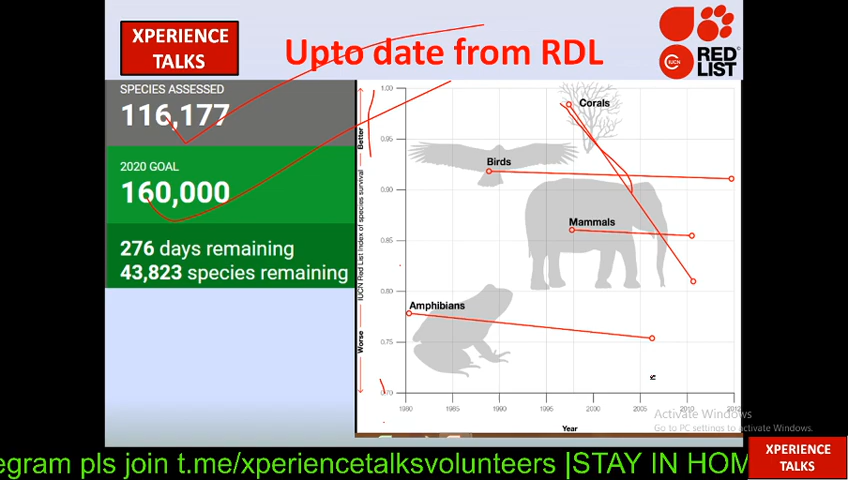 XPERIENCE
TALKS
Upto date from RDL
IUCN
RED
LIST
SPECIES ASSESSED
116,177
2020 GOAL
160,000
276 days remaining
43,823 species remaining
Better
IUCN Red List Index of species survival
Worse
1.00
0.95
0.90
0.85
0.80
0.75
0.70
Corals
Birds
Mammals
Amphibians
1980
1985
1990
1995
2000
2005
2010
Year
Activate Windows
Go to PC settings to activate Windows.
egram pls join t.me/xperiencetalksvolunteers |STAY IN HOM
XPERIENCE
TALKS